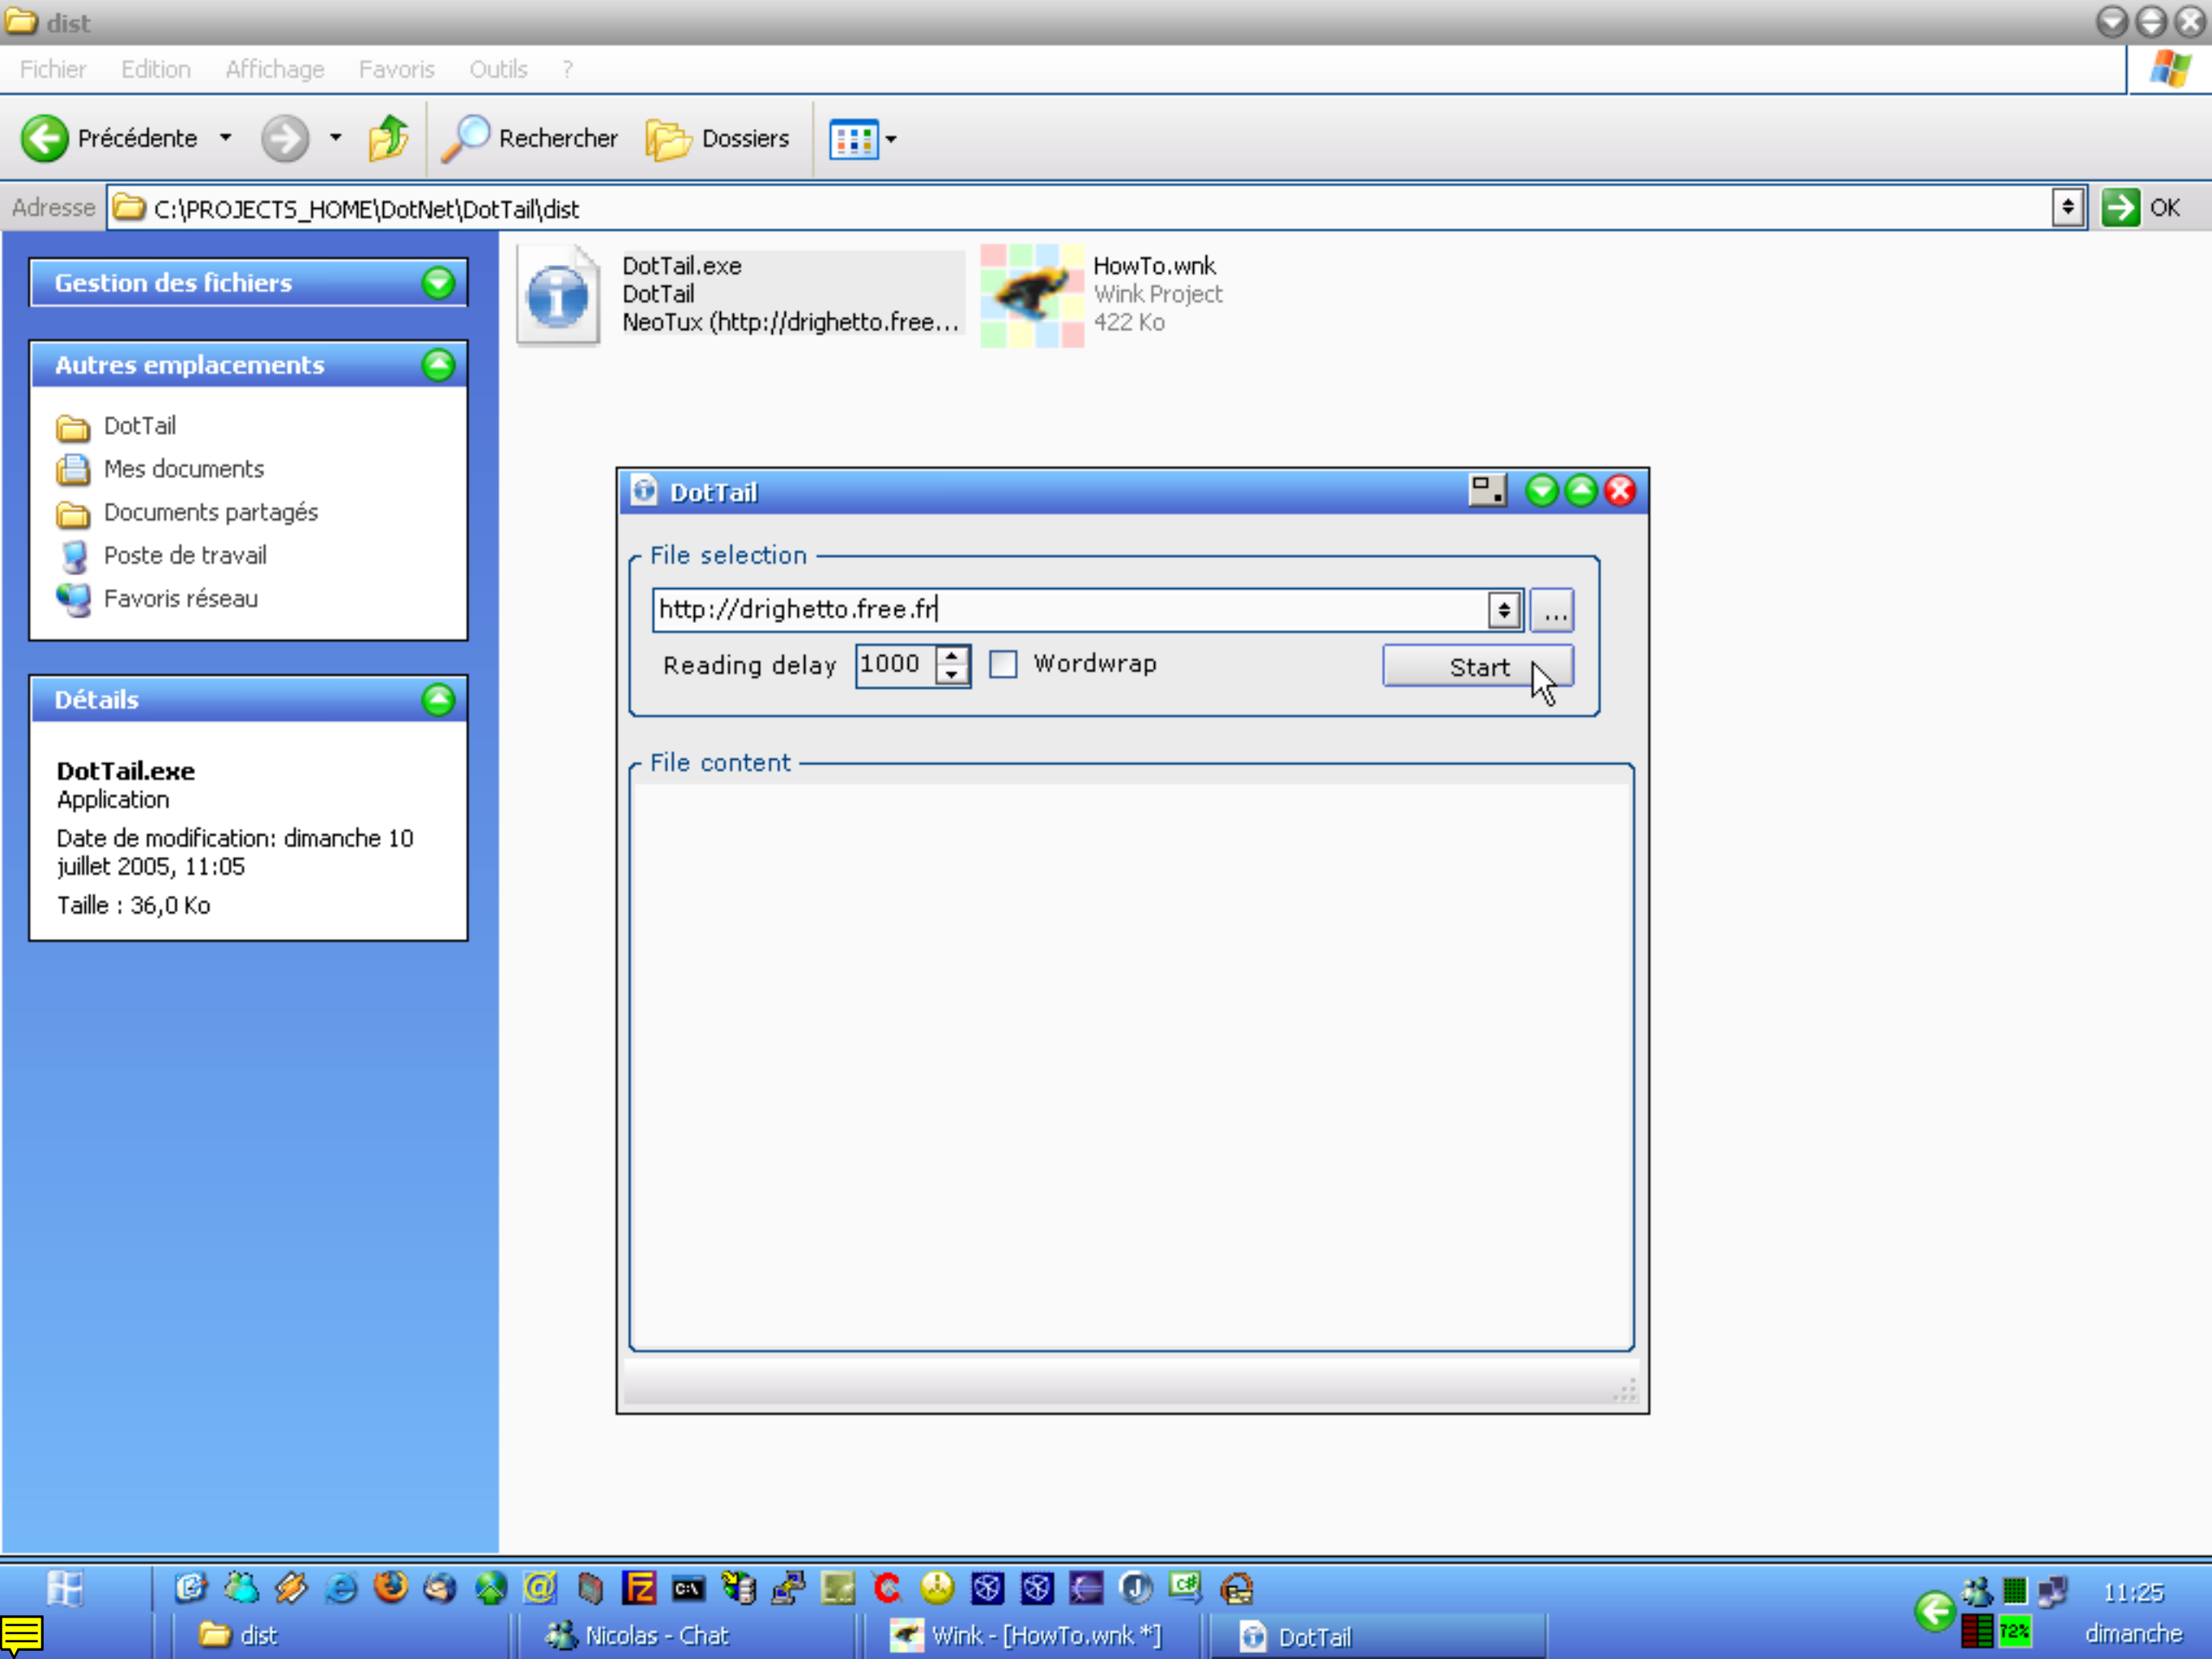 dist
Fichier Edition Affichage Favoris Outils ?
Précédente Rechercher Dossiers
Adresse C:\PROJECTS_HOME\DotNet\DotTail\dist OK
Gestion des fichiers
Autres emplacements
DotTail
Mes documents
Documents partagés
Poste de travail
Favoris réseau
Détails
DotTail.exe
Application
Date de modification: dimanche 10
juillet 2005, 11:05
Taille : 36,0 Ko
DotTail.exe
DotTail
NeoTux (http://drighetto.free...
HowTo.wnk
Wink Project
422 Ko
DotTail
File selection
http://drighetto.free.fr
...
Reading delay 1000 Wordwrap Start
File content
11:25
dist Nicolas - Chat Wink - [HowTo.wnk *] DotTail 72% dimanche